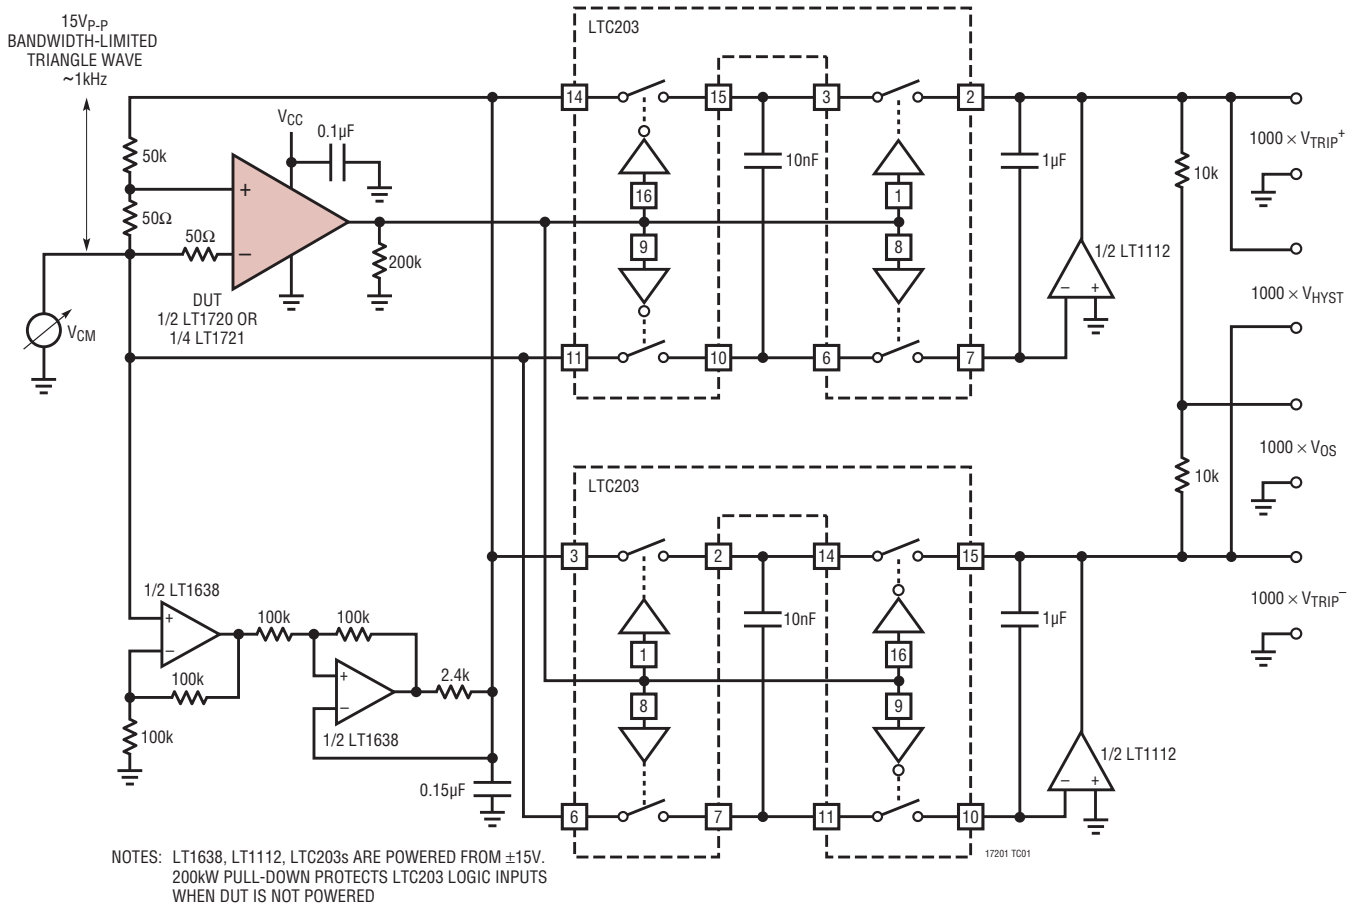 15VP-P
BANDWIDTH-LIMITED
TRIANGLE WAVE
~1kHz
LTC203
14
15
3
2
VCC
0.1µF
50k
+
50Ω
50Ω
–
10nF
1µF
16
1
9
8
200k
DUT
1/2 LT1720 OR
1/4 LT1721
VCM
11
10
6
7
1/2 LT1112
–
+
10k
1000 × VTRIP+
1000 × VHYST
1000 × VOS
10k
1000 × VTRIP–
LTC203
3
2
14
15
10nF
1µF
1
16
8
9
6
7
11
10
1/2 LT1112
–
+
1/2 LT1638
+
–
100k
100k
100k
100k
+
–
1/2 LT1638
2.4k
0.15µF
17201 TC01
NOTES: LT1638, LT1112, LTC203s ARE POWERED FROM ±15V.
200kW PULL-DOWN PROTECTS LTC203 LOGIC INPUTS
WHEN DUT IS NOT POWERED